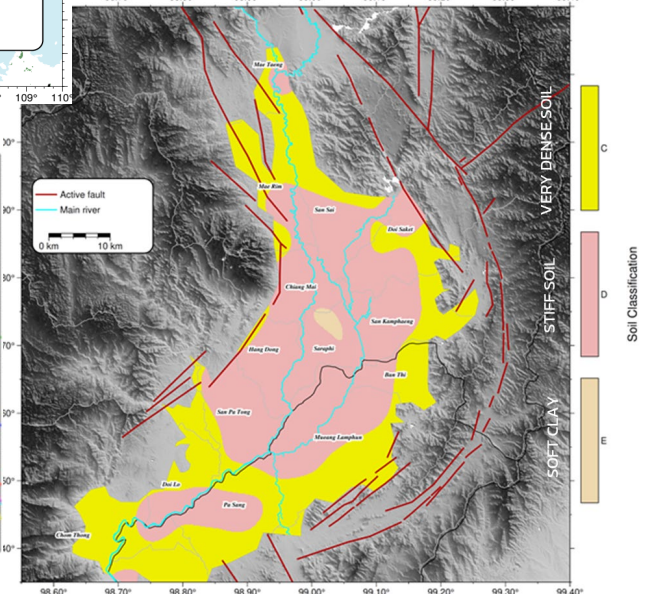 109° 110°
Mae Taeng
Active fault
Main river
0 km 10 km
Mae Rim
San Sai
Doi Saket
Chiang Mai
San Kamphaeng
Hang Dong
Saraphi
Ban Thi
San Pa Tong
Mueang Lamphun
Doi Lo
Pa Sang
Chom Thong
98.60° 98.70° 98.80° 98.90° 99.00° 99.10° 99.20° 99.30° 99.40°
VERY DENSE SOIL
STIFF SOIL
SOFT CLAY
C
D
E
Soil Classification